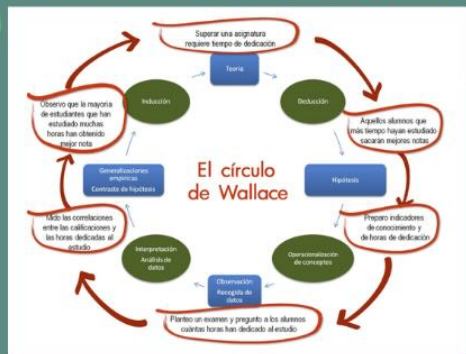 Superar una asignatura
requiere tiempo de dedicación
Teoría
Inducción
Deducción
Observo que la mayoría
de estudiantes que han
estudiado muchas
horas han obtenido
mejor nota
Aquellos alumnos que
más tiempo hayan estudiado
sacarán mejores notas
Generalizaciones
empíricas
Contraste de hipótesis
El círculo
de Wallace
Hipótesis
Mido las correlaciones
entre las calificaciones y
las horas dedicadas al
estudio
Preparo indicadores
de conocimiento y
de horas de dedicación
Interpretación
Análisis de
datos
Operacionalización
de conceptos
Observación:
Recogida de
datos
Planteo un examen y pregunto a los alumnos
cuántas horas han dedicado al estudio